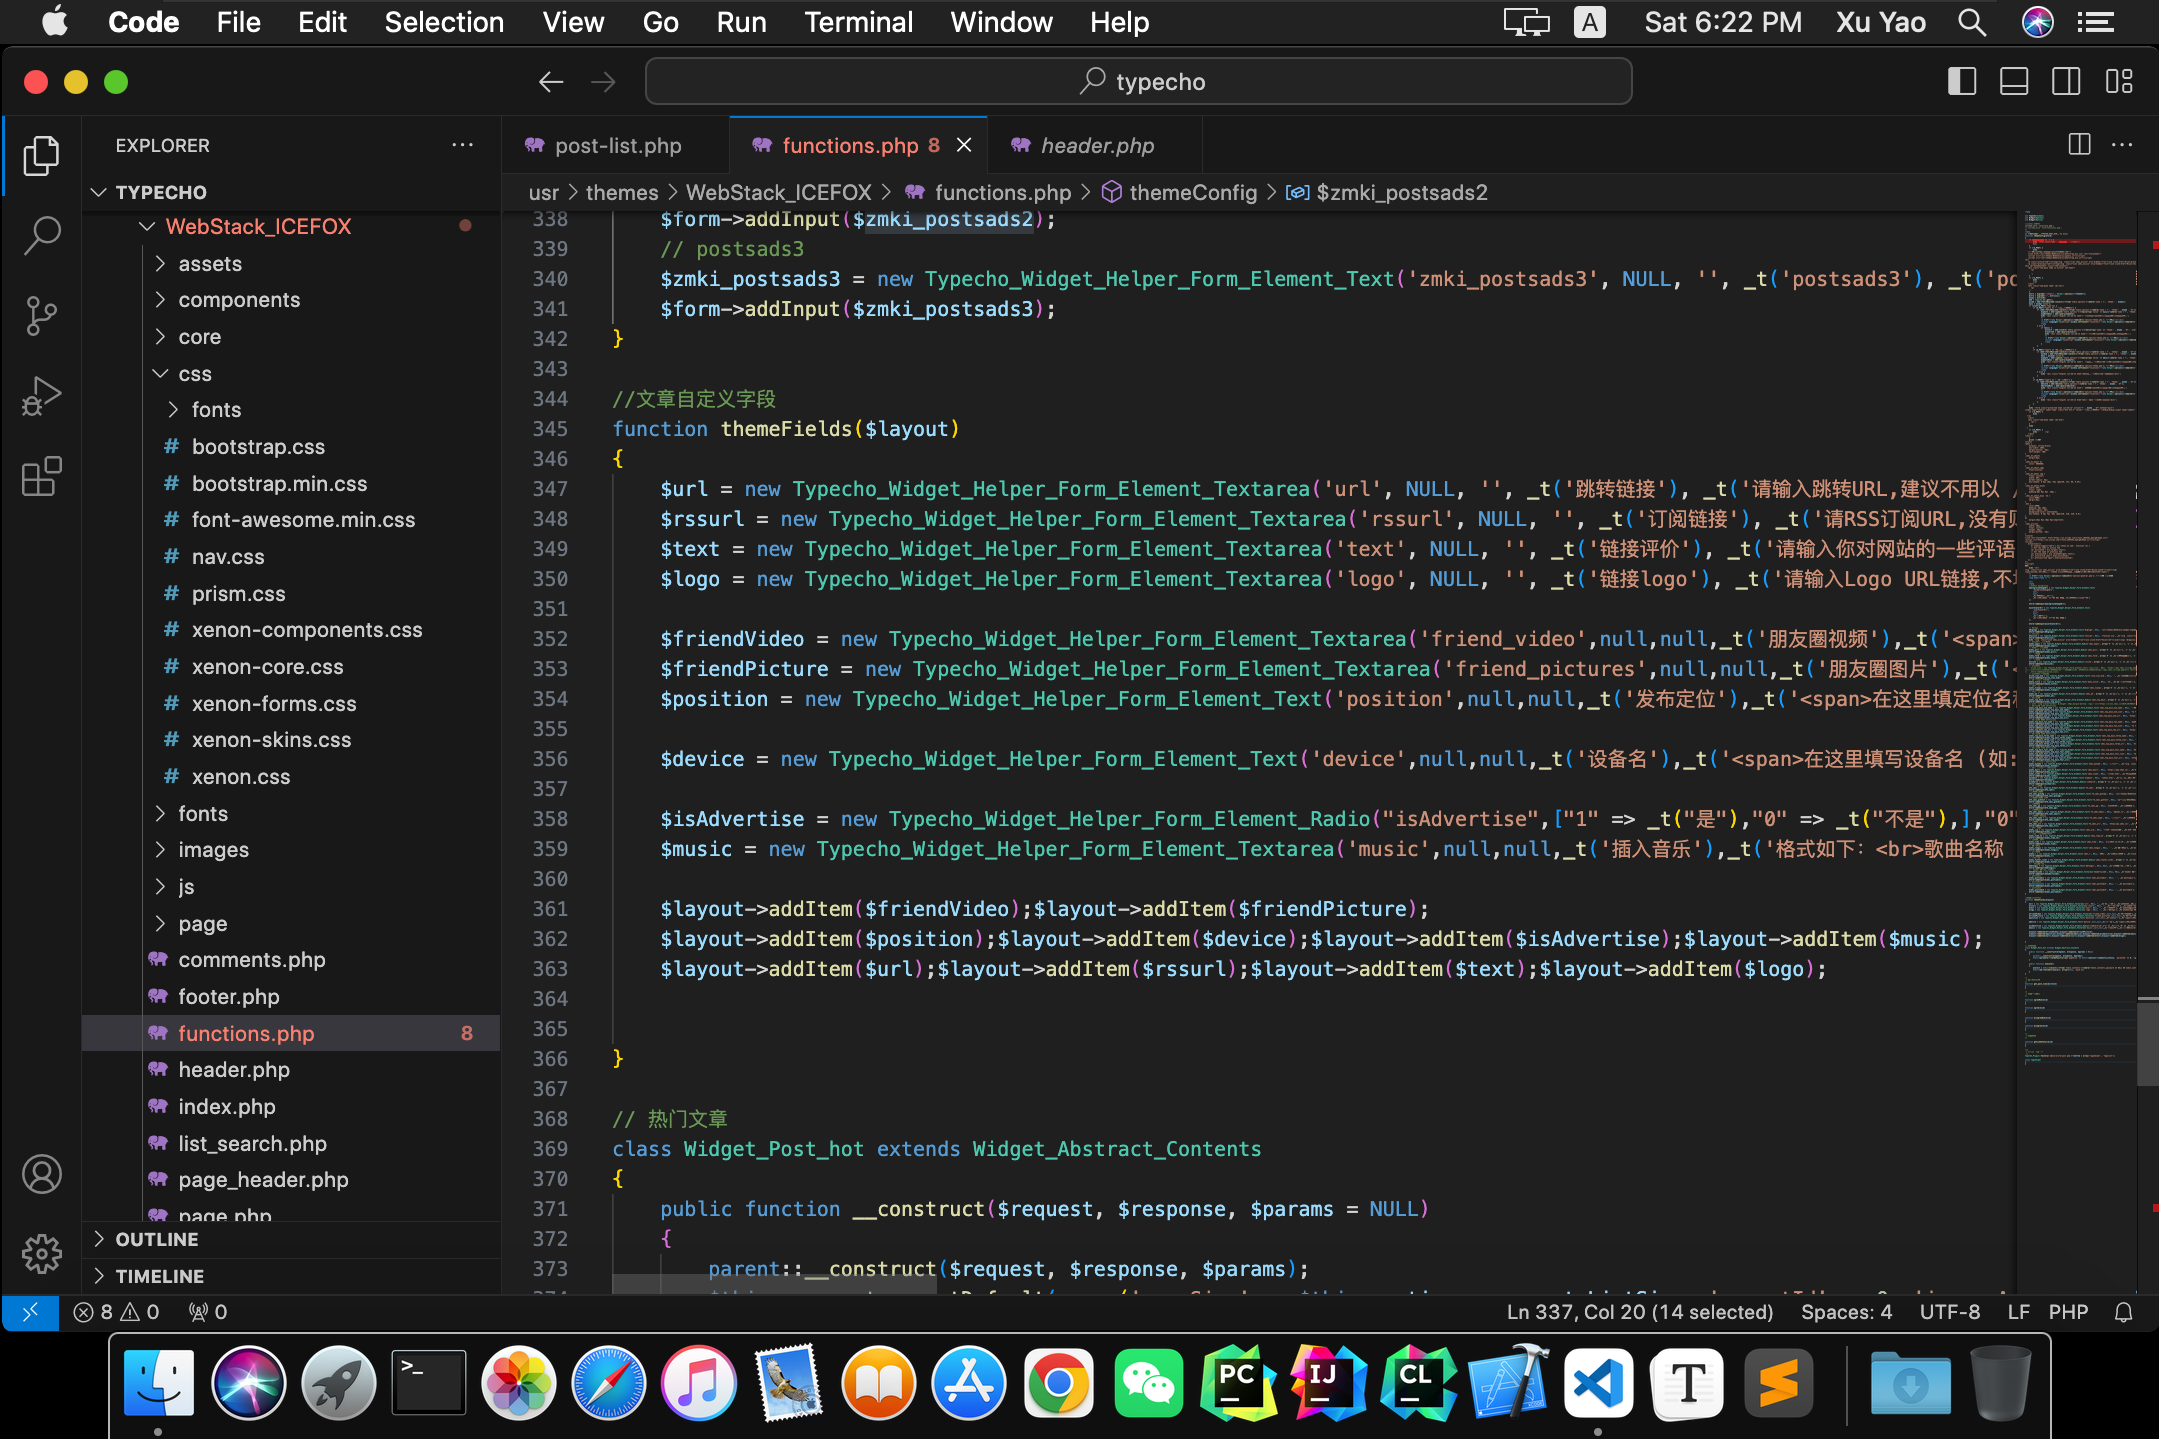 Code File Edit Selection View Go Run Terminal Window Help A Sat 6:22 PM Xu Yao
typecho
EXPLORER
TYPECHO
WebStack_ICEFOX
assets
components
core
css
fonts
# bootstrap.css
# bootstrap.min.css
# font-awesome.min.css
# nav.css
# prism.css
# xenon-components.css
# xenon-core.css
# xenon-forms.css
# xenon-skins.css
# xenon.css
fonts
images
js
page
comments.php
footer.php
functions.php 8
header.php
index.php
list_search.php
page_header.php
page.php
OUTLINE
TIMELINE
post-list.php functions.php 8 header.php
usr > themes > WebStack_ICEFOX > functions.php > themeConfig > $zmki_postsads2
338 $form->addInput($zmki_postsads2);
339 // postsads3
340 $zmki_postsads3 = new Typecho_Widget_Helper_Form_Element_Text('zmki_postsads3', NULL, '', _t('postsads3'), _t('po
341 $form->addInput($zmki_postsads3);
342 }
343
344 //文章自定义字段
345 function themeFields($layout)
346 {
347 $url = new Typecho_Widget_Helper_Form_Element_Textarea('url', NULL, '', _t('跳转链接'), _t('请输入跳转URL,建议不用以 /
348 $rssurl = new Typecho_Widget_Helper_Form_Element_Textarea('rssurl', NULL, '', _t('订阅链接'), _t('请RSS订阅URL,没有则
349 $text = new Typecho_Widget_Helper_Form_Element_Textarea('text', NULL, '', _t('链接评价'), _t('请输入你对网站的一些评语
350 $logo = new Typecho_Widget_Helper_Form_Element_Textarea('logo', NULL, '', _t('链接logo'), _t('请输入Logo URL链接,不
351
352 $friendVideo = new Typecho_Widget_Helper_Form_Element_Textarea('friend_video',null,null,_t('朋友圈视频'),_t('<span>
353 $friendPicture = new Typecho_Widget_Helper_Form_Element_Textarea('friend_pictures',null,null,_t('朋友圈图片'),_t('<
354 $position = new Typecho_Widget_Helper_Form_Element_Text('position',null,null,_t('发布定位'),_t('<span>在这里填定位名称
355
356 $device = new Typecho_Widget_Helper_Form_Element_Text('device',null,null,_t('设备名'),_t('<span>在这里填写设备名 (如:
357
358 $isAdvertise = new Typecho_Widget_Helper_Form_Element_Radio("isAdvertise",["1" => _t("是"),"0" => _t("不是"),],"0"
359 $music = new Typecho_Widget_Helper_Form_Element_Textarea('music',null,null,_t('插入音乐'),_t('格式如下：<br>歌曲名称
360
361 $layout->addItem($friendVideo);$layout->addItem($friendPicture);
362 $layout->addItem($position);$layout->addItem($device);$layout->addItem($isAdvertise);$layout->addItem($music);
363 $layout->addItem($url);$layout->addItem($rssurl);$layout->addItem($text);$layout->addItem($logo);
364
365
366 }
367
368 // 热门文章
369 class Widget_Post_hot extends Widget_Abstract_Contents
370 {
371 public function __construct($request, $response, $params = NULL)
372 {
373 parent::__construct($request, $response, $params);
8 0 0 Ln 337, Col 20 (14 selected) Spaces: 4 UTF-8 LF PHP
>_ PC IJ CL T